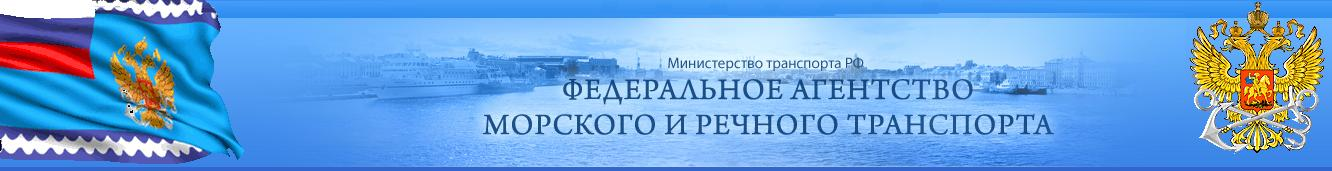 Министерство транспорта РФ
ФЕДЕРАЛЬНОЕ АГЕНТСТВО
МОРСКОГО И РЕЧНОГО ТРАНСПОРТА